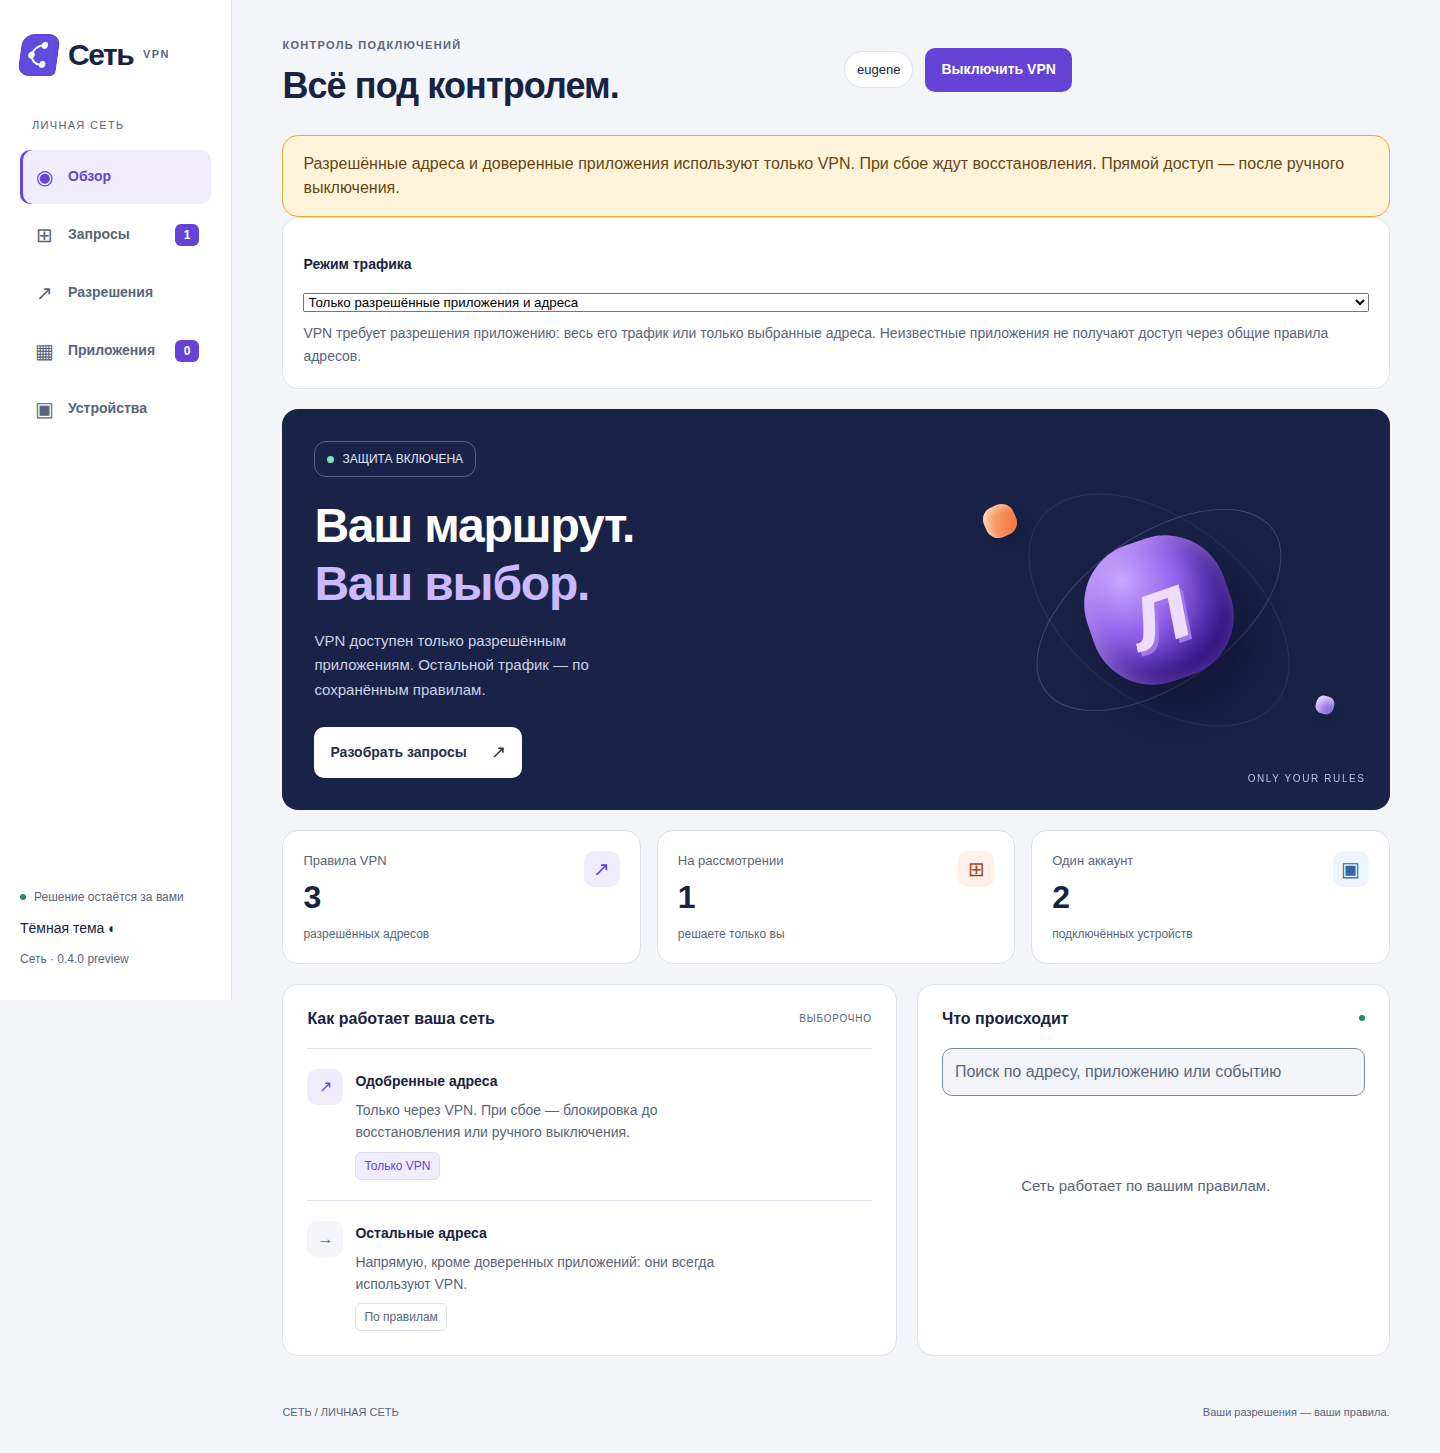 Сеть VPN
ЛИЧНАЯ СЕТЬ
Обзор
Запросы 1
Разрешения
Приложения 0
Устройства
Решение остаётся за вами
Тёмная тема
Сеть · 0.4.0 preview
КОНТРОЛЬ ПОДКЛЮЧЕНИЙ
Всё под контролем.
eugene
Выключить VPN
Разрешённые адреса и доверенные приложения используют только VPN. При сбое ждут восстановления. Прямой доступ — после ручного
выключения.
Режим трафика
Только разрешённые приложения и адреса
VPN требует разрешения приложению: весь его трафик или только выбранные адреса. Неизвестные приложения не получают доступ через общие правила
адресов.
ЗАЩИТА ВКЛЮЧЕНА
Ваш маршрут.
Ваш выбор.
VPN доступен только разрешённым
приложениям. Остальной трафик — по
сохранённым правилам.
Разобрать запросы ↗
Л
ONLY YOUR RULES
Правила VPN
3
разрешённых адресов
На рассмотрении
1
решаете только вы
Один аккаунт
2
подключённых устройств
Как работает ваша сеть
ВЫБОРОЧНО
Одобренные адреса
Только через VPN. При сбое — блокировка до
восстановления или ручного выключения.
Только VPN
Остальные адреса
Напрямую, кроме доверенных приложений: они всегда
используют VPN.
По правилам
Что происходит
Поиск по адресу, приложению или событию
Сеть работает по вашим правилам.
СЕТЬ / ЛИЧНАЯ СЕТЬ
Ваши разрешения — ваши правила.